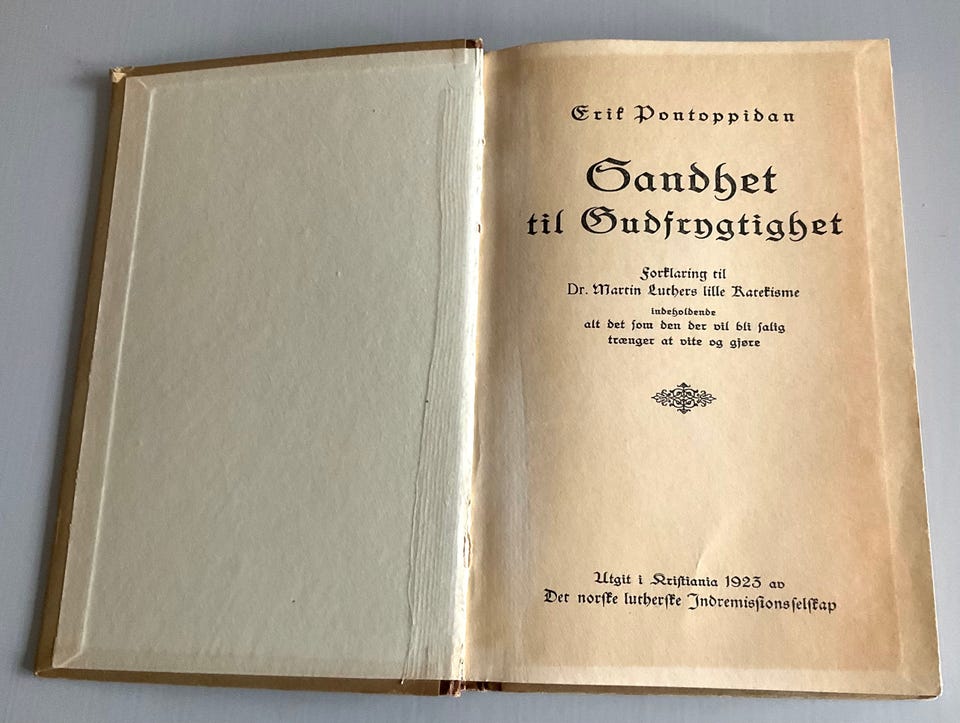 Erik Pontoppidan
Sandhet
til Gudfrygtighet
Forklaring til
Dr. Martin Luthers lille Katekisme
indeholdende
alt det som den der vil bli salig
trænger at vite og gjøre
Utgit i Kristiania 1923 av
Det norske lutherske Indremissionsselskap